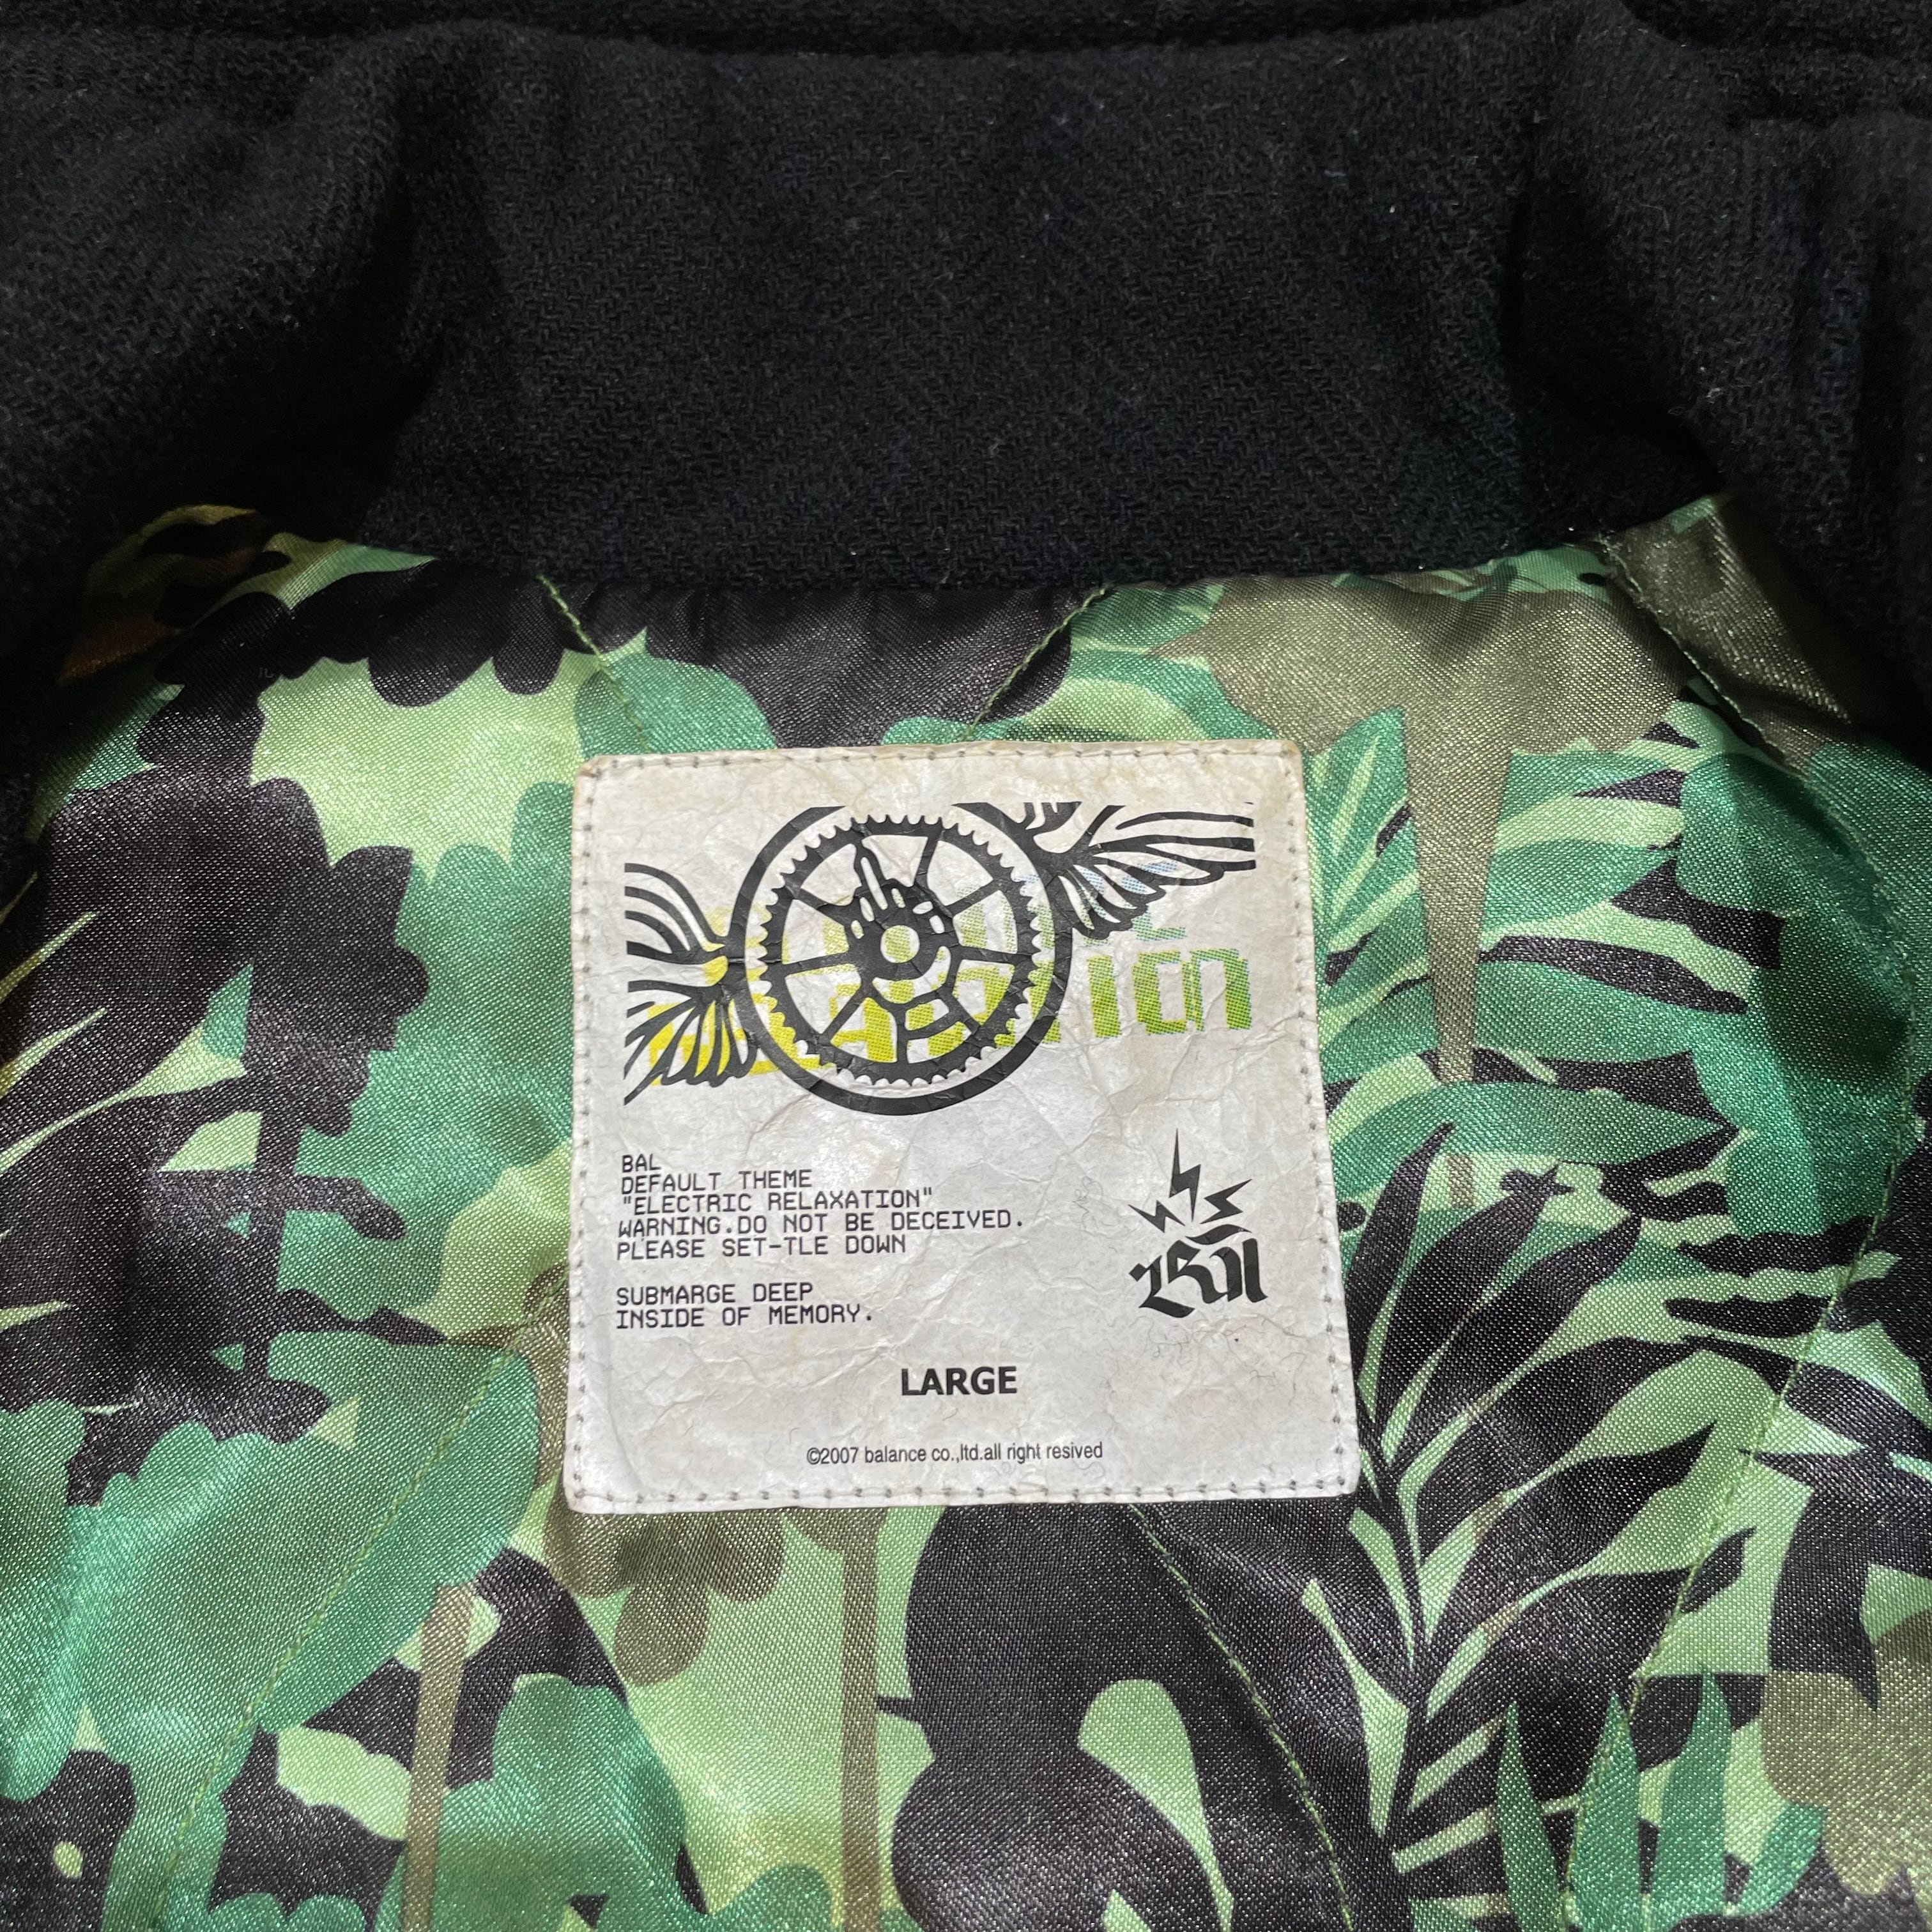 BAL
DEFAULT THEME
"ELECTRIC RELAXATION"
WARNING.DO NOT BE DECEIVED.
PLEASE SET-TLE DOWN
SUBMARGE DEEP
INSIDE OF MEMORY.
BAL
LARGE
©2007 balance co.,ltd.all right resived